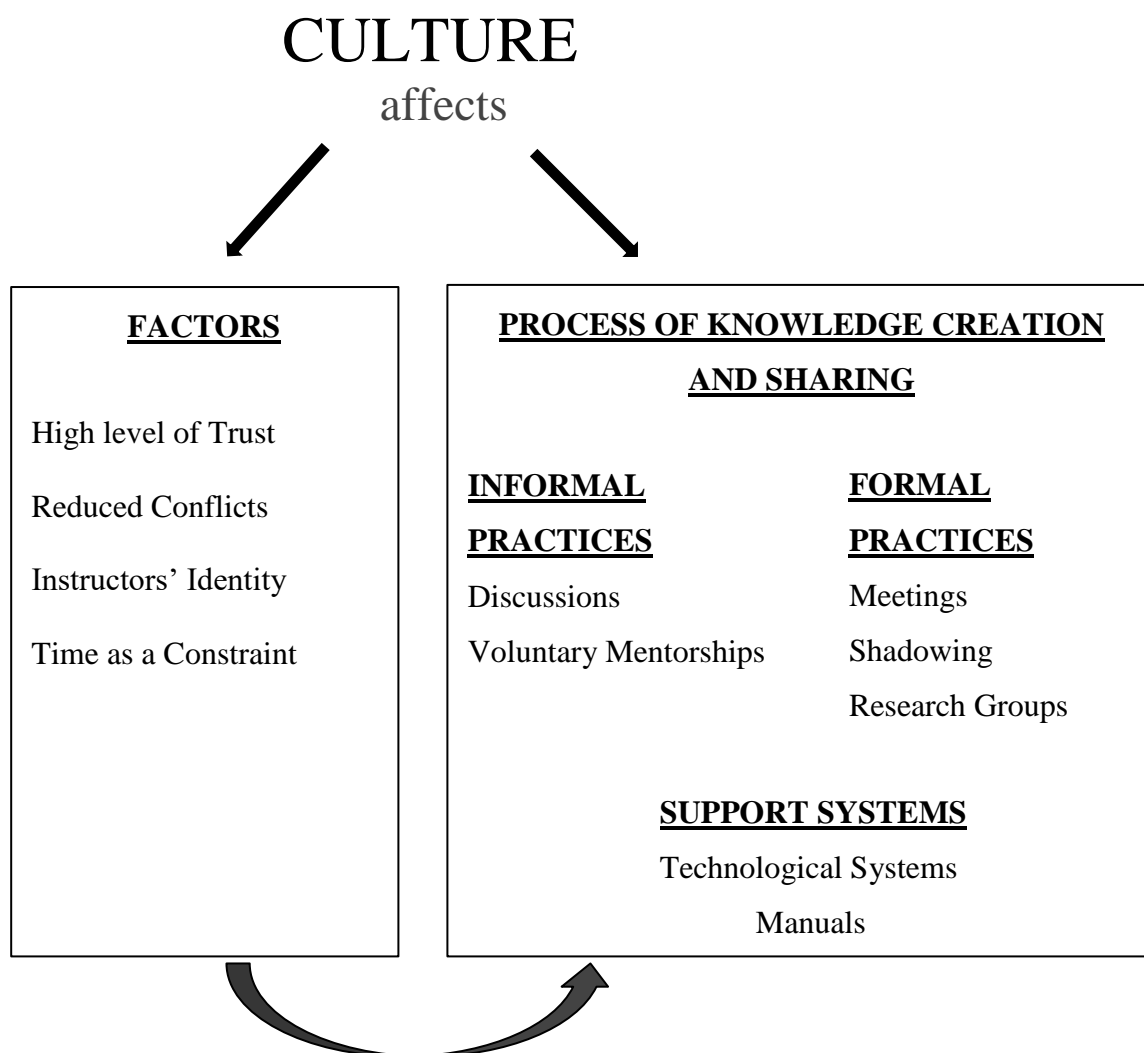 CULTURE
affects
FACTORS
High level of Trust
Reduced Conflicts
Instructors’ Identity
Time as a Constraint
PROCESS OF KNOWLEDGE CREATION
AND SHARING
INFORMAL
PRACTICES
Discussions
Voluntary Mentorships
FORMAL
PRACTICES
Meetings
Shadowing
Research Groups
SUPPORT SYSTEMS
Technological Systems
Manuals